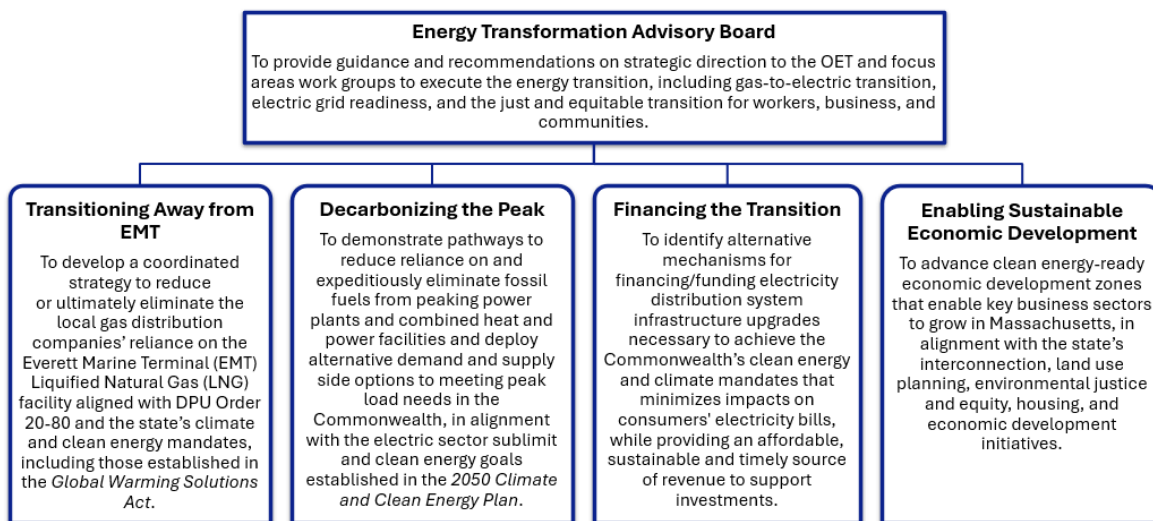 Energy Transformation Advisory Board
To provide guidance and recommendations on strategic direction to the OET and focus
areas work groups to execute the energy transition, including gas-to-electric transition,
electric grid readiness, and the just and equitable transition for workers, business, and
communities.
Transitioning Away from
EMT
To develop a coordinated
strategy to reduce
or ultimately eliminate the
local gas distribution
companies' reliance on the
Everett Marine Terminal (EMT)
Liquified Natural Gas (LNG)
facility aligned with DPU Order
20-80 and the state's climate
and clean energy mandates,
including those established in
the Global Warming Solutions
Act.
Decarbonizing the Peak
To demonstrate pathways to
reduce reliance on and
expeditiously eliminate fossil
fuels from peaking power
plants and combined heat and
power facilities and deploy
alternative demand and supply
side options to meeting peak
load needs in the
Commonwealth, in alignment
with the electric sector sublimit
and clean energy goals
established in the 2050 Climate
and Clean Energy Plan.
Financing the Transition
To identify alternative
mechanisms for
financing/funding electricity
distribution system
infrastructure upgrades
necessary to achieve the
Commonwealth's clean energy
and climate mandates that
minimizes impacts on
consumers' electricity bills,
while providing an affordable,
sustainable and timely source
of revenue to support
investments.
Enabling Sustainable
Economic Development
To advance clean energy-ready
economic development zones
that enable key business sectors
to grow in Massachusetts, in
alignment with the state's
interconnection, land use
planning, environmental justice
and equity, housing, and
economic development
initiatives.